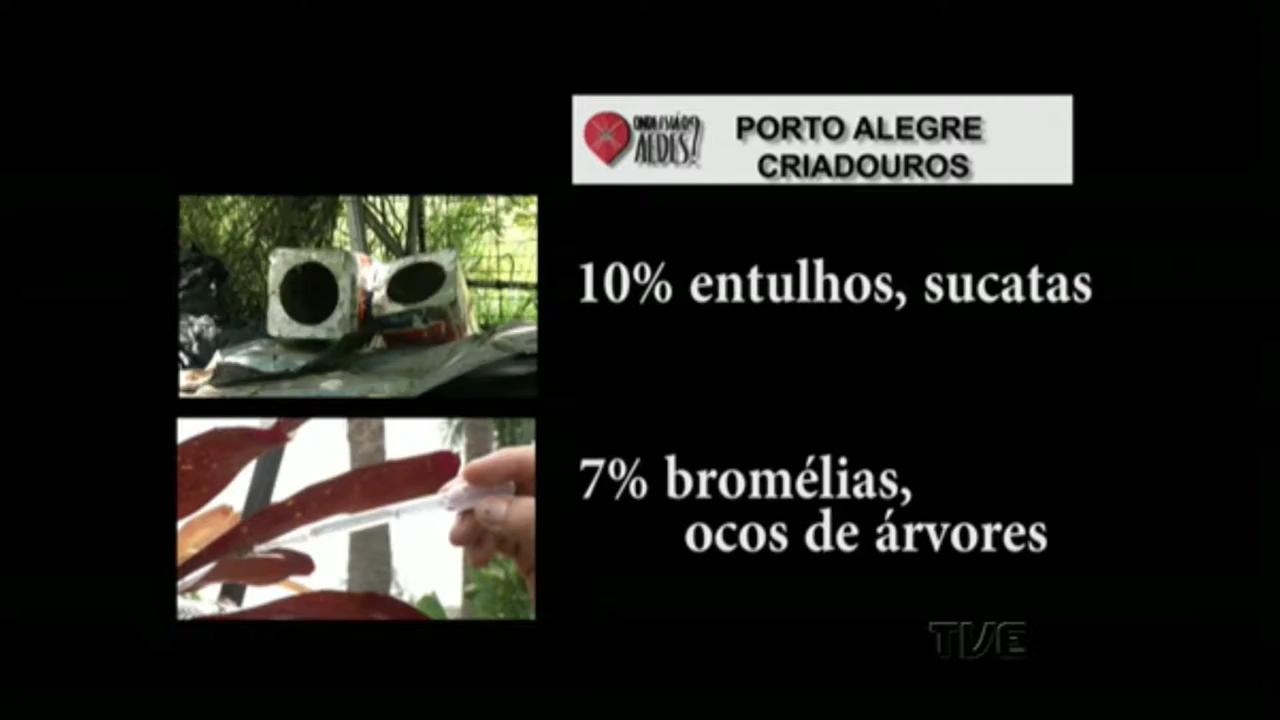 ONDE ESTÁ O
AEDES?
PORTO ALEGRE
CRIADOUROS
10% entulhos, sucatas
7% bromélias,
ocos de árvores
TVE